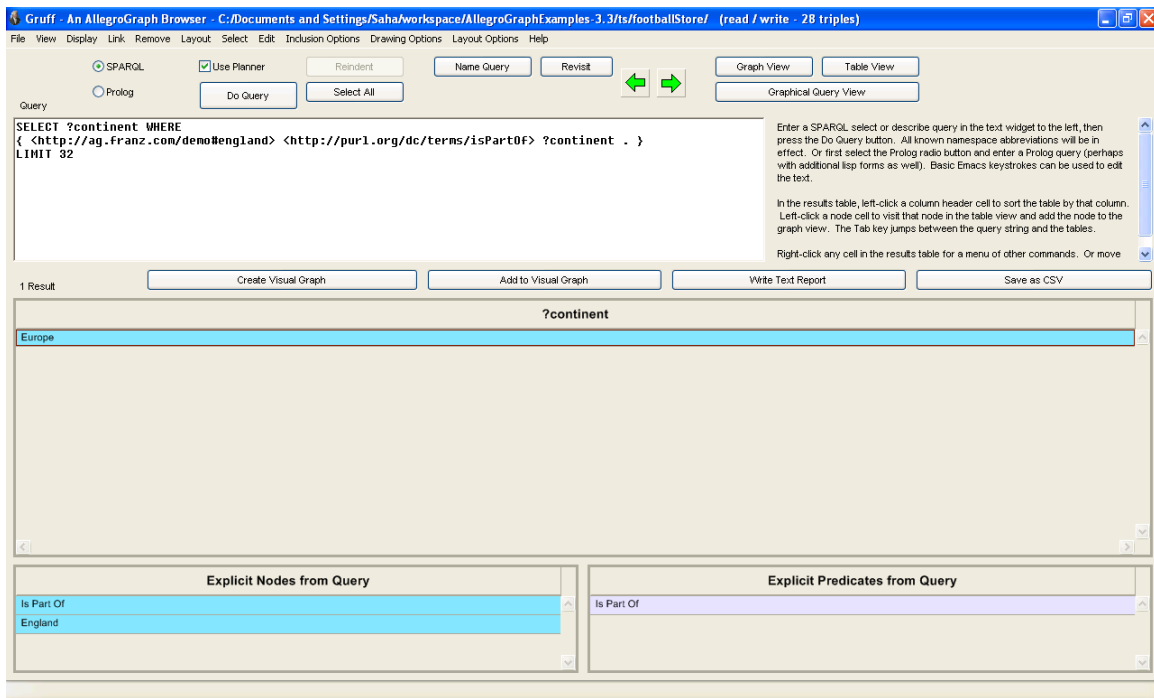 Gruff - An AllegroGraph Browser - C:/Documents and Settings/Saha/workspace/AllegroGraphExamples-3.3/ts/footballStore/ (read / write - 28 triples)
File View Display Link Remove Layout Select Edit Inclusion Options Drawing Options Layout Options Help
SPARQL Use Planner Reindent Name Query Revisit Graph View Table View
Prolog Do Query Select All Graphical Query View
Query
SELECT ?continent WHERE
{ <http://ag.franz.com/demo#england> <http://purl.org/dc/terms/isPartOf> ?continent . }
LIMIT 32
Enter a SPARQL select or describe query in the text widget to the left, then
press the Do Query button. All known namespace abbreviations will be in
effect. Or first select the Prolog radio button and enter a Prolog query (perhaps
with additional lisp forms as well). Basic Emacs keystrokes can be used to edit
the text.
In the results table, left-click a column header cell to sort the table by that column.
Left-click a node cell to visit that node in the table view and add the node to the
graph view. The Tab key jumps between the query string and the tables.
Right-click any cell in the results table for a menu of other commands. Or move
1 Result Create Visual Graph Add to Visual Graph Write Text Report Save as CSV
?continent
Europe
Explicit Nodes from Query
Is Part Of
England
Explicit Predicates from Query
Is Part Of